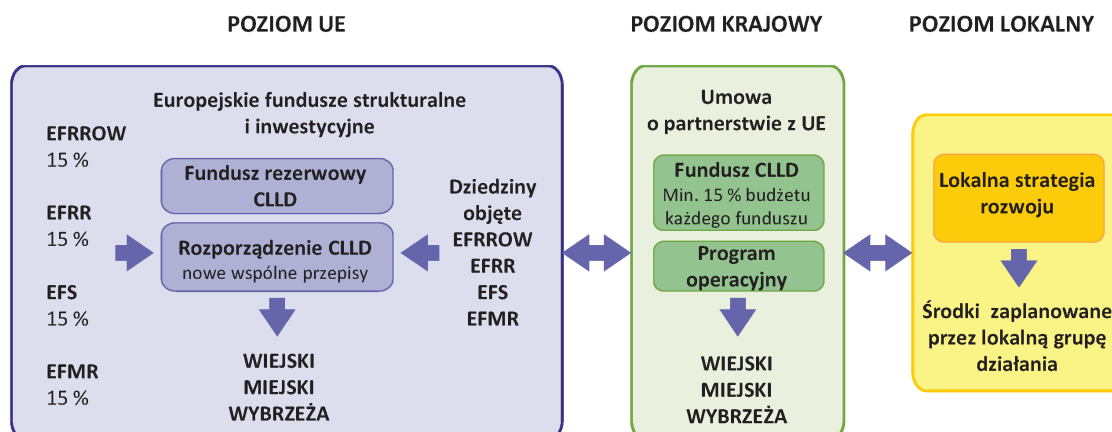 POZIOM UE
POZIOM KRAJOWY
POZIOM LOKALNY
Europejskie fundusze strukturalne
i inwestycyjne
EFRROW
15 %
EFRR
15 %
EFS
15 %
EFMR
15 %
Fundusz rezerwowy
CLLD
Rozporządzenie CLLD
nowe wspólne przepisy
Dziedziny
objęte
EFRROW
EFRR
EFS
EFMR
WIEJSKI
MIEJSKI
WYBRZEŻA
Umowa
o partnerstwie z UE
Fundusz CLLD
Min. 15 % budżetu
każdego funduszu
Program
operacyjny
WIEJSKI
MIEJSKI
WYBRZEŻA
Lokalna strategia
rozwoju
Środki zaplanowane
przez lokalną grupę
działania